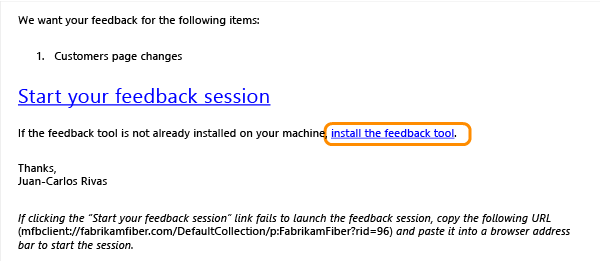 We want your feedback for the following items:
1. Customers page changes
Start your feedback session
If the feedback tool is not already installed on your machine, install the feedback tool.
Thanks,
Juan-Carlos Rivas
If clicking the “Start your feedback session” link fails to launch the feedback session, copy the following URL
(mfbclient://fabrikamfiber.com/DefaultCollection/p:FabrikamFiber?rid=96) and paste it into a browser address
bar to start the session.